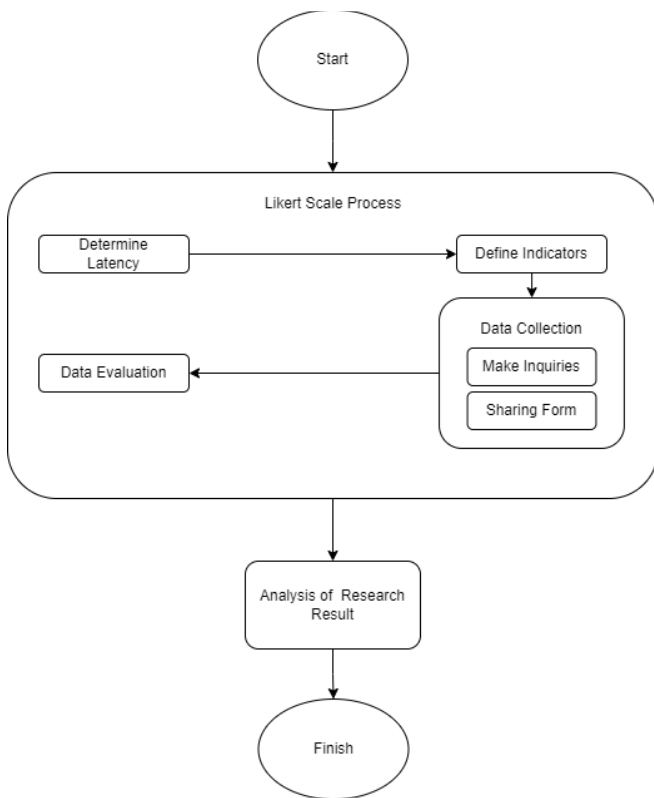 Start
Likert Scale Process
Determine
Latency
Define Indicators
Data Collection
Make Inquiries
Sharing Form
Data Evaluation
Analysis of Research
Result
Finish